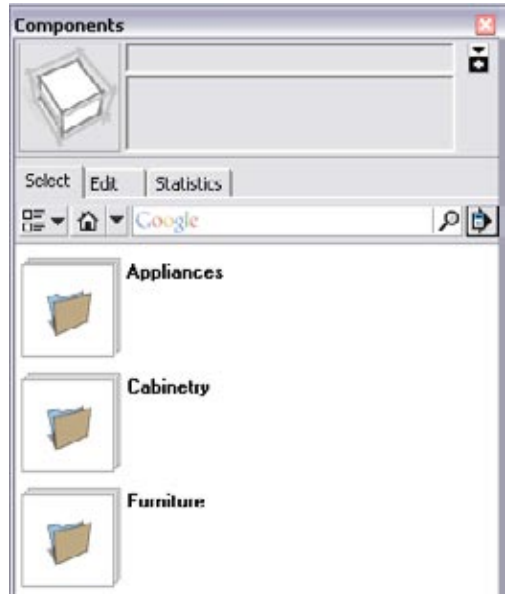 Components
Select Edit Statistics
Google
Appliances
Cabinetry
Furniture